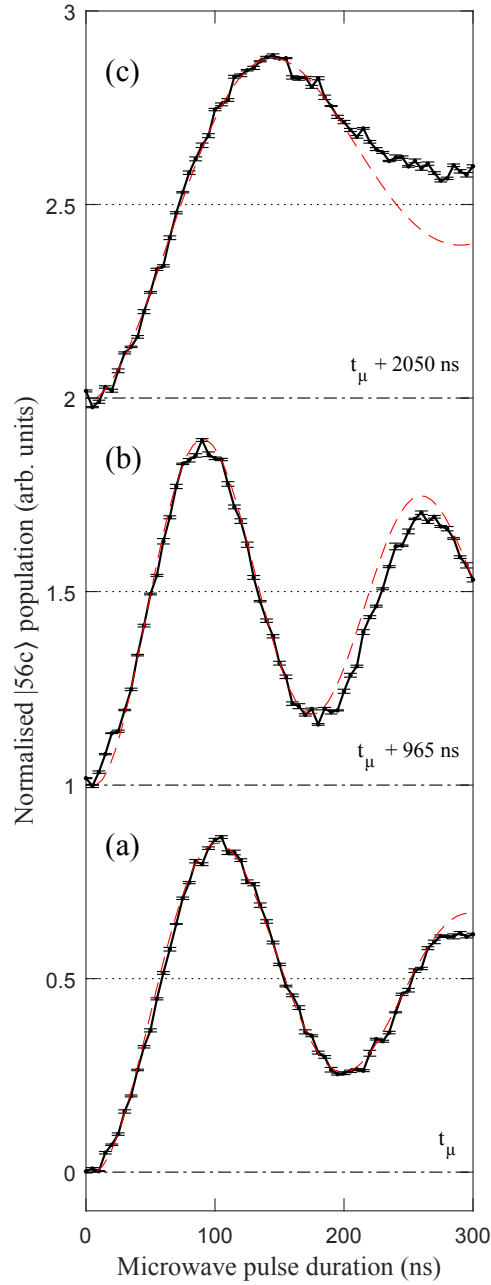 3
(c)
2.5
t_μ + 2050 ns
2
(b)
1.5
t_μ + 965 ns
1
(a)
0.5
t_μ
0
0 100 200 300
Microwave pulse duration (ns)
Normalised |56c⟩ population (arb. units)